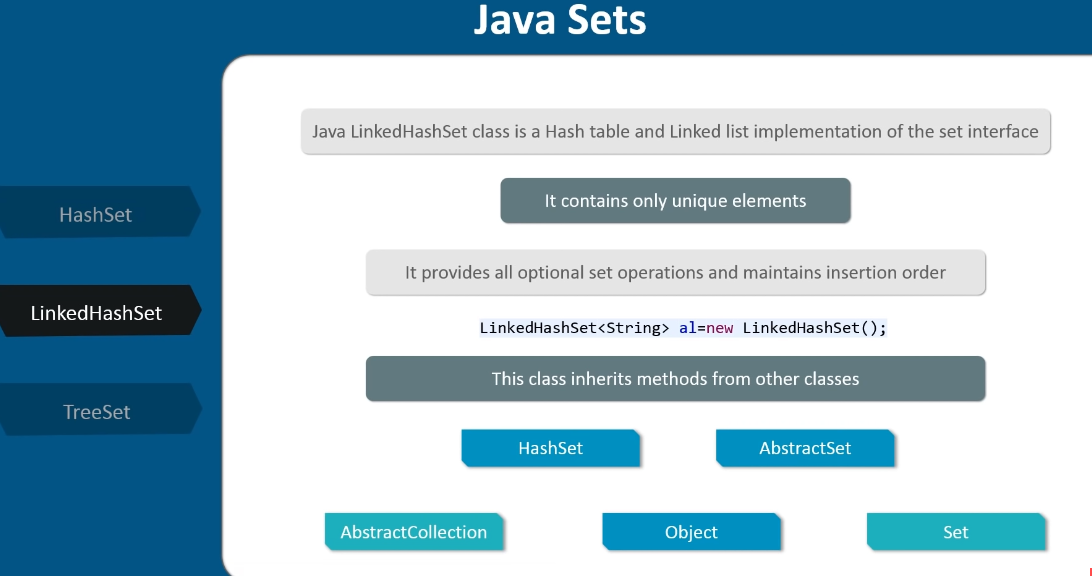 Java Sets
Java LinkedHashSet class is a Hash table and Linked list implementation of the set interface
It contains only unique elements
HashSet
It provides all optional set operations and maintains insertion order
LinkedHashSet
LinkedHashSet<String> al=new LinkedHashSet();
This class inherits methods from other classes
TreeSet
HashSet
AbstractSet
AbstractCollection
Object
Set